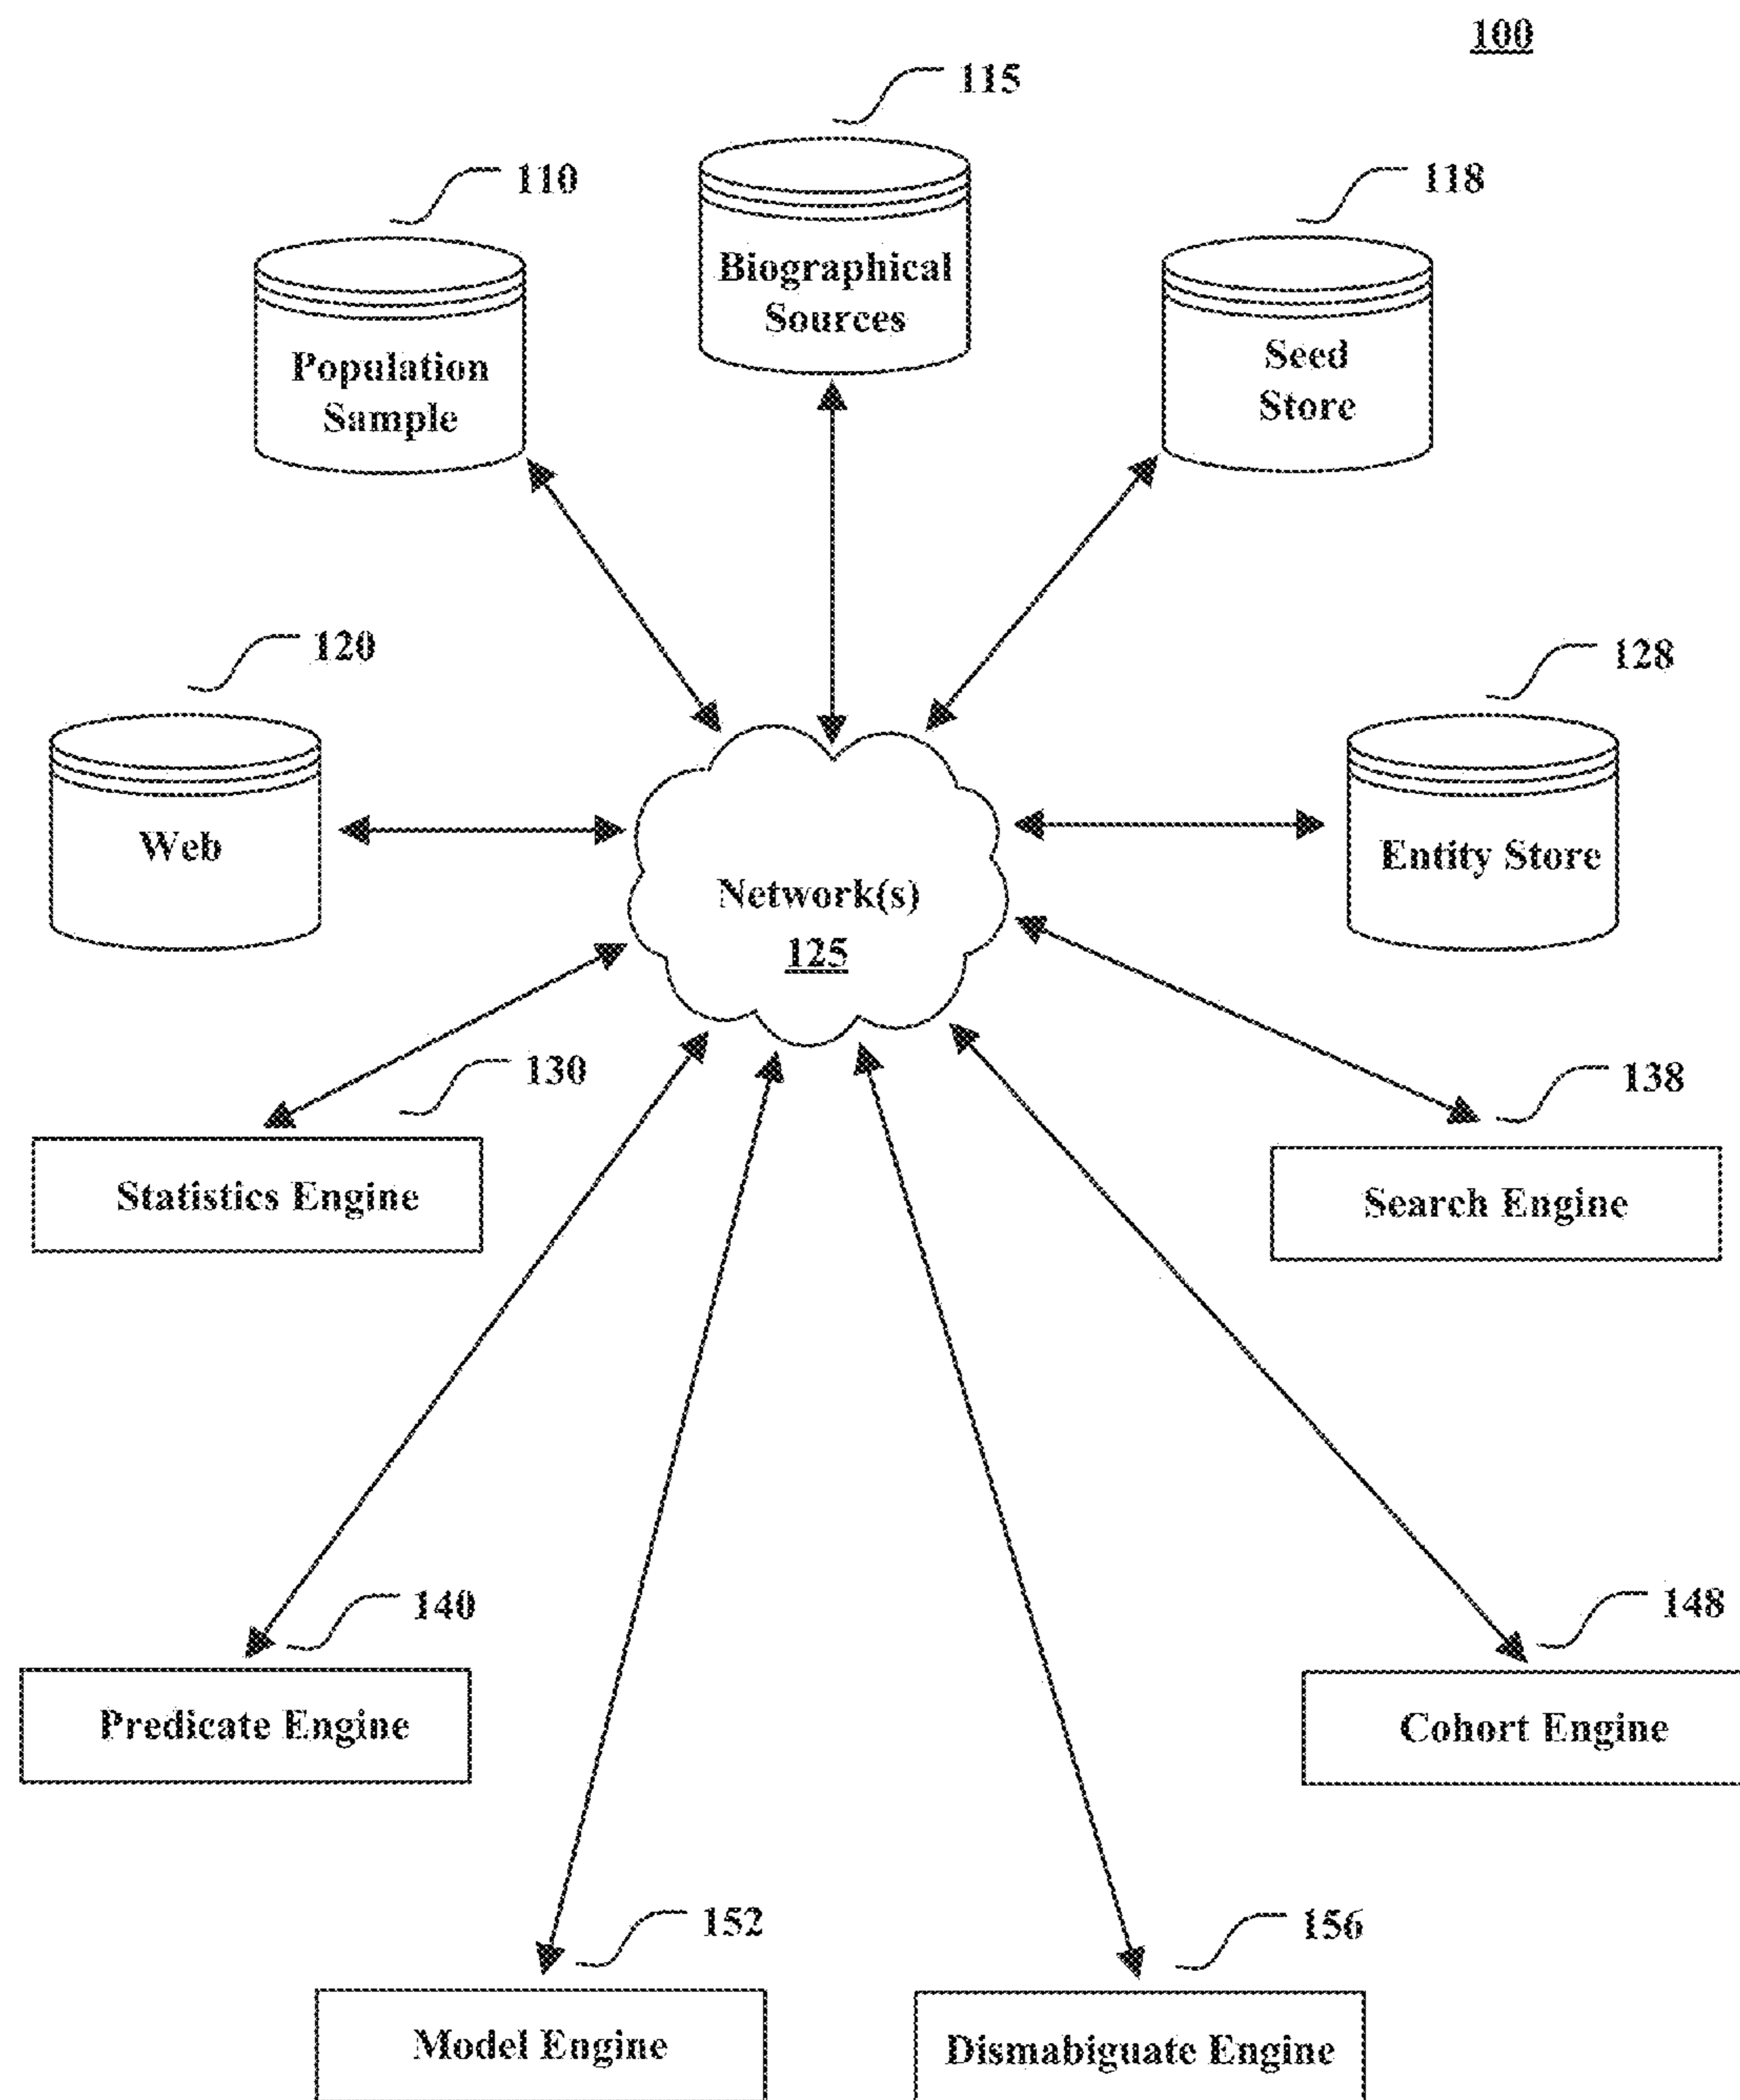 100
115
110
118
Biographical
Sources
Population
Sample
Seed
Store
120
128
Web
Entity Store
Network(s)
125
130
138
Statistics Engine
Search Engine
140
148
Predicate Engine
Cohort Engine
152
156
Model Engine
Dismabiguate Engine